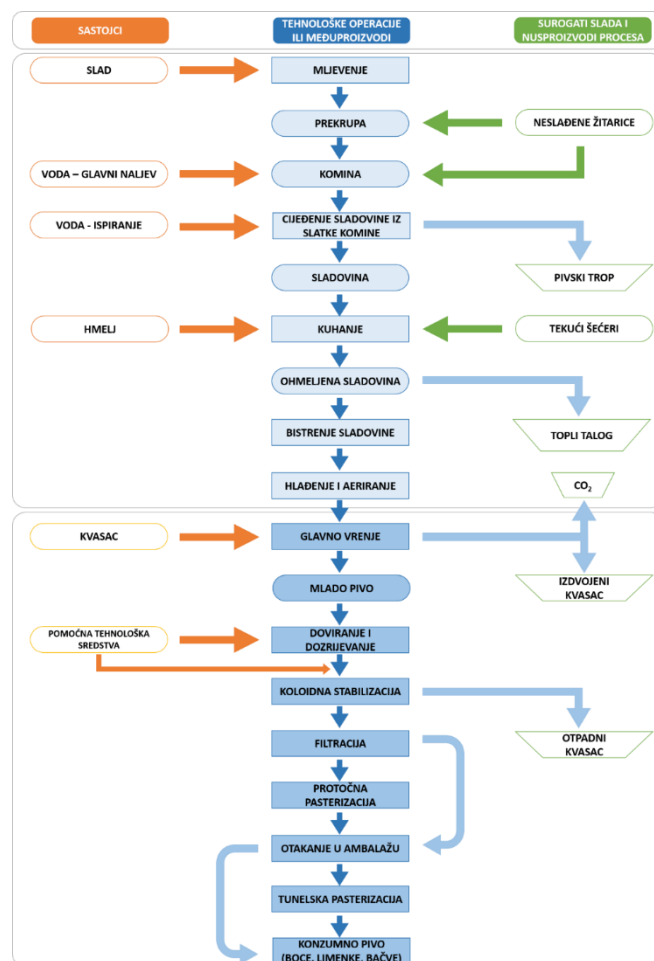 SASTOJCI
TEHNOLOŠKE OPERACIJE
ILI MEĐUPROIZVODI
SUROGATI SLADA I
NUSPROIZVODI PROCESA
SLAD
MLJEVENJE
PREKRUPA
NESLAĐENE ŽITARICE
VODA – GLAVNI NALJEV
KOMINA
VODA - ISPIRANJE
CIJEĐENJE SLADOVINE IZ
SLATKE KOMINE
SLADOVINA
PIVSKI TROP
HMELJ
KUHANJE
TEKUĆI ŠEĆERI
OHMELJENA SLADOVINA
BISTRENJE SLADOVINE
TOPLI TALOG
HLAĐENJE I AERIRANJE
CO₂
KVASAC
GLAVNO VRENJE
MLADO PIVO
IZDVOJENI
KVASAC
POMOĆNA TEHNOLOŠKA
SREDSTVA
DOVIRANJE I
DOZRIJEVANJE
KOLOIDNA STABILIZACIJA
FILTRACIJA
OTPADNI
KVASAC
PROTOČNA
PASTERIZACIJA
OTAKANJE U AMBALAŽU
TUNELSKA PASTERIZACIJA
KONZUMNO PIVO
(BOCE, LIMENKE, BAČVE)